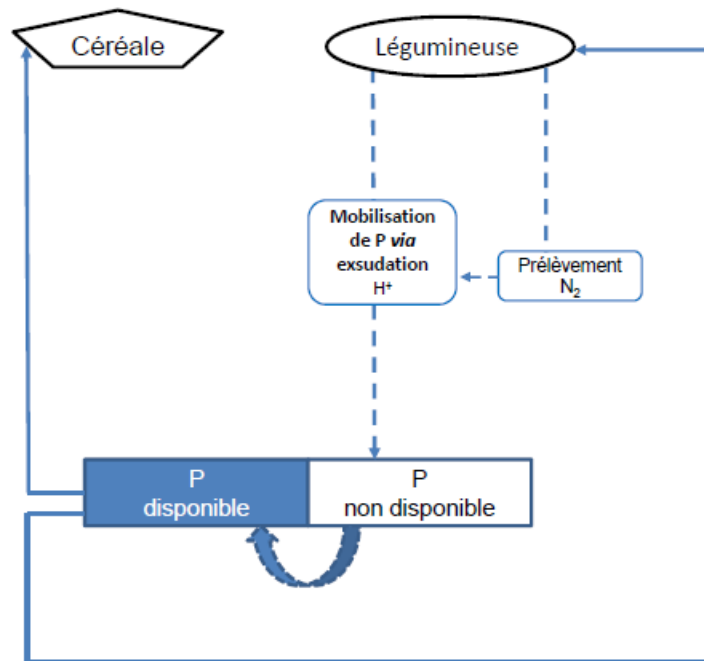 Céréale
Légumineuse
Mobilisation
de P via
exsudation
H⁺
Prélèvement
N₂
P
disponible
P
non disponible